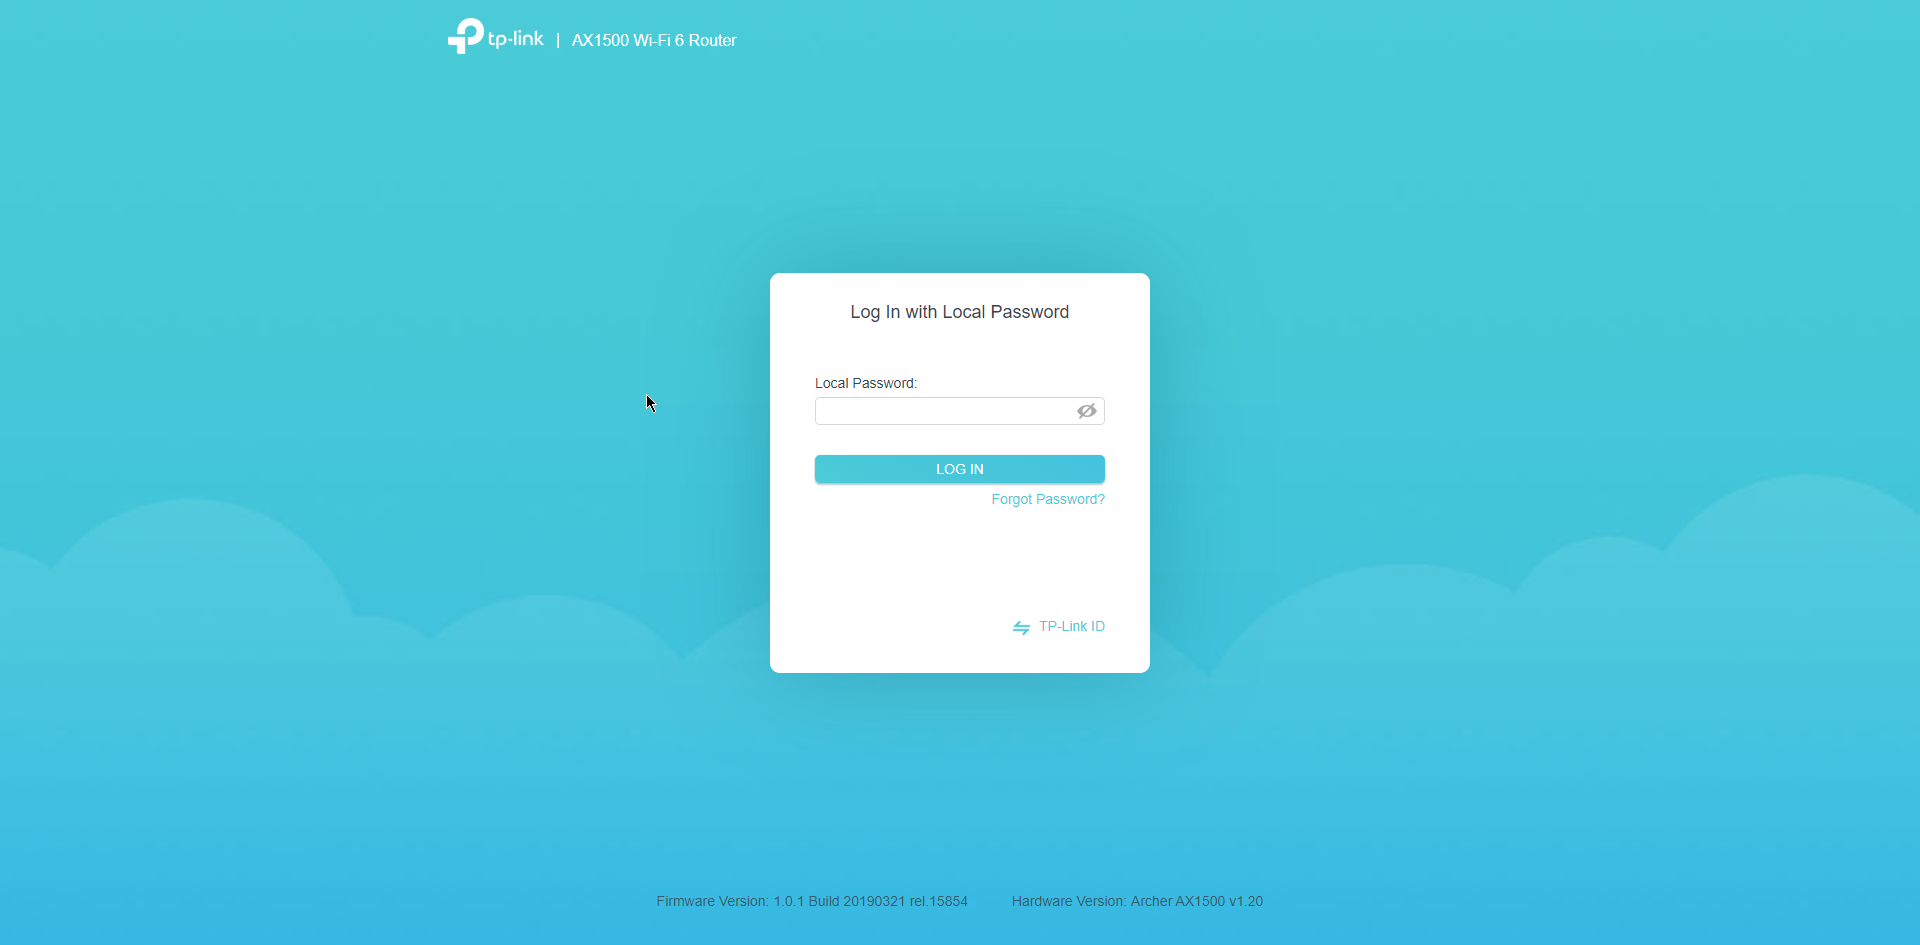 tp-link | AX1500 Wi-Fi 6 Router
Log In with Local Password
Local Password:
LOG IN
Forgot Password?
TP-Link ID
Firmware Version: 1.0.1 Build 20190321 rel.15854 Hardware Version: Archer AX1500 v1.20